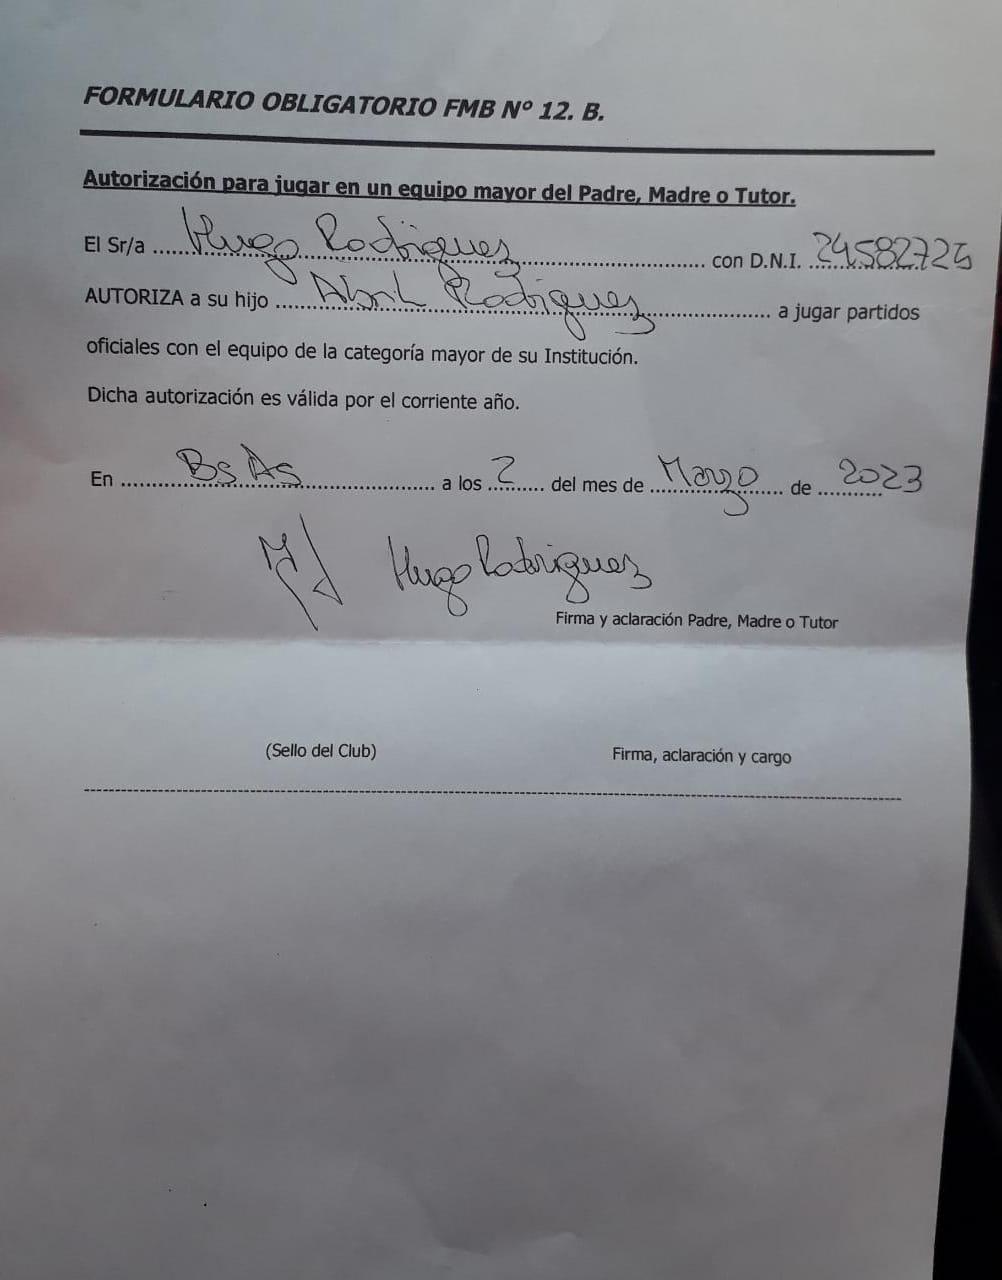 FORMULARIO OBLIGATORIO FMB Nº 12. B.
Autorización para jugar en un equipo mayor del Padre, Madre o Tutor.
El Sr/a ........Hugo Rodriguez........ con D.N.I. 24582725
AUTORIZA a su hijo ........Abril Rodriguez........ a jugar partidos
oficiales con el equipo de la categoría mayor de su Institución.
Dicha autorización es válida por el corriente año.
En ........Bs As........ a los ..2.. del mes de ..Marzo.. de ..2023
Hugo Rodriguez
Firma y aclaración Padre, Madre o Tutor
(Sello del Club) Firma, aclaración y cargo